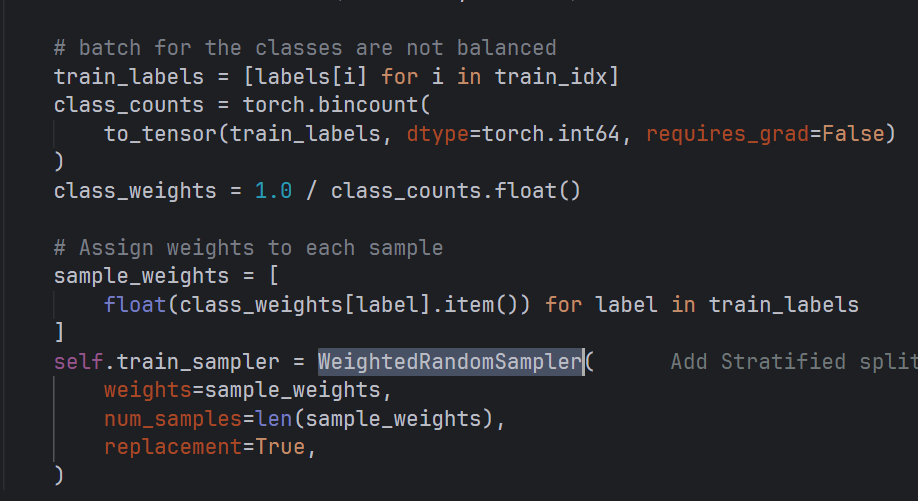 # batch for the classes are not balanced
train_labels = [labels[i] for i in train_idx]
class_counts = torch.bincount(
    to_tensor(train_labels, dtype=torch.int64, requires_grad=False)
)
class_weights = 1.0 / class_counts.float()
# Assign weights to each sample
sample_weights = [
    float(class_weights[label].item()) for label in train_labels
]
self.train_sampler = WeightedRandomSampler( Add Stratified split
    weights=sample_weights,
    num_samples=len(sample_weights),
    replacement=True,
)